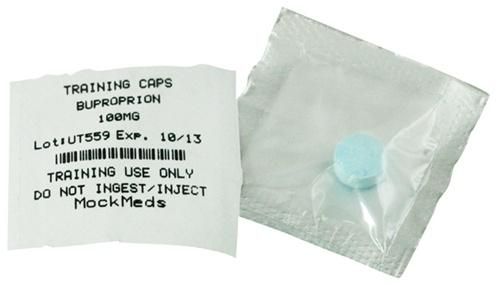 TRAINING CAPS
BUPROPRION
100MG
Lot:UT559 Exp. 10/13
TRAINING USE ONLY
DO NOT INGEST/INJECT
MockMeds